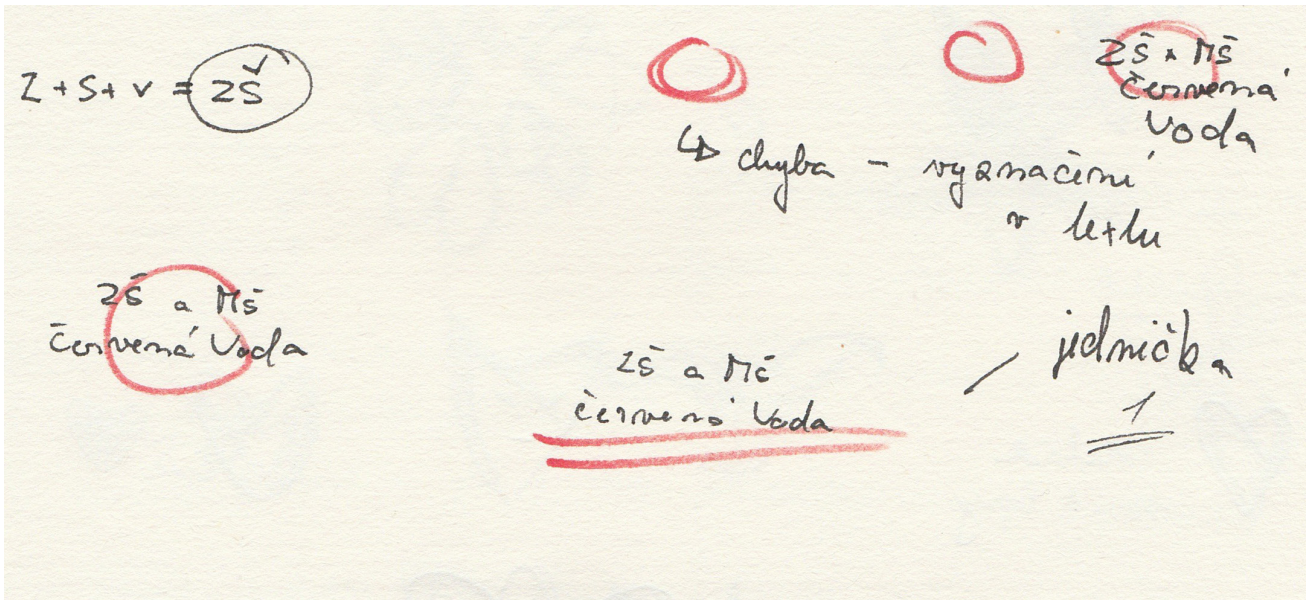 Z + S + v = ZŠ
ZŠ a MŠ
červená
Voda
chyba - vyznačení
v textu
ZŠ a MŠ
červená Voda
ZŠ a MŠ
červená Voda
jednička
1